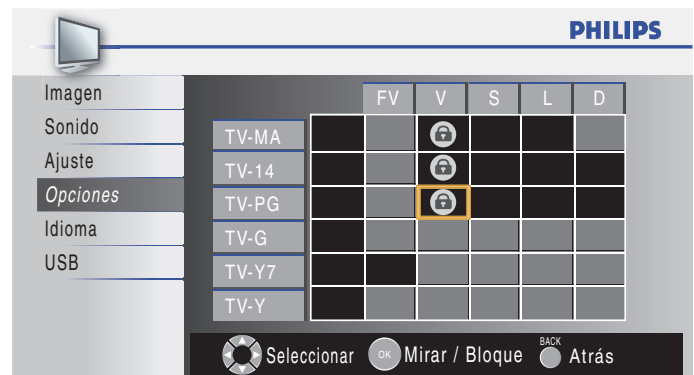 PHILIPS
Imagen
Sonido
Ajuste
Opciones
Idioma
USB
FV V S L D
TV-MA
TV-14
TV-PG
TV-G
TV-Y7
TV-Y
Seleccionar OK Mirar / Bloque BACK Atrás